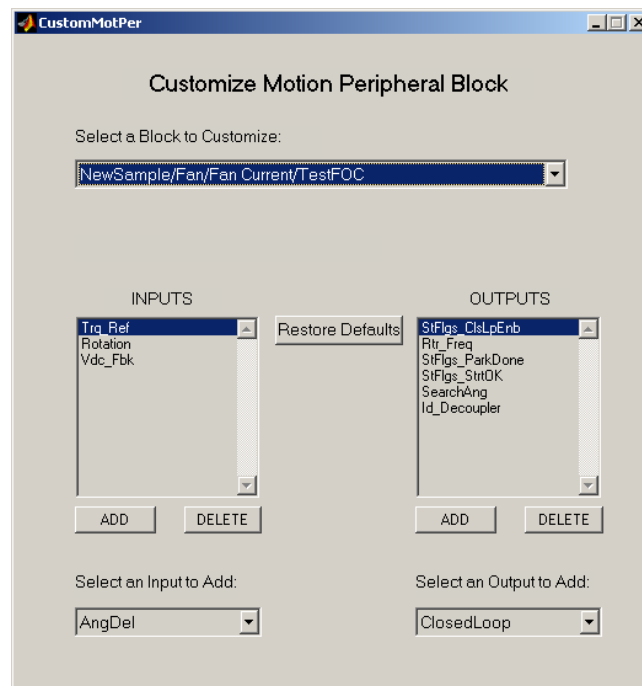 CustomMotPer
Customize Motion Peripheral Block
Select a Block to Customize:
NewSample/Fan/Fan Current/TestFOC
INPUTS
OUTPUTS
Trq_Ref
Rotation
Vdc_Fbk
Restore Defaults
StFlgs_ClsLpEnb
Rtr_Freq
StFlgs_ParkDone
StFlgs_StrtOK
SearchAng
Id_Decoupler
ADD
DELETE
ADD
DELETE
Select an Input to Add:
Select an Output to Add:
AngDel
ClosedLoop